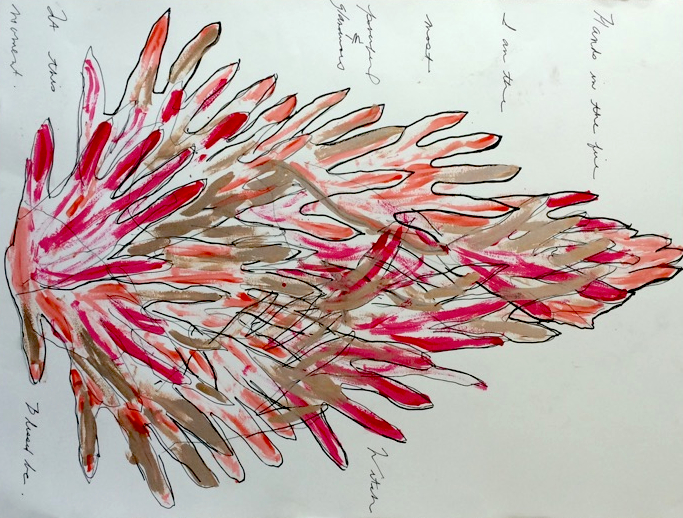 Hands in the fire
I am the
most
powerful
&
glamorous
Witch
At this
moment.
Blessed be.